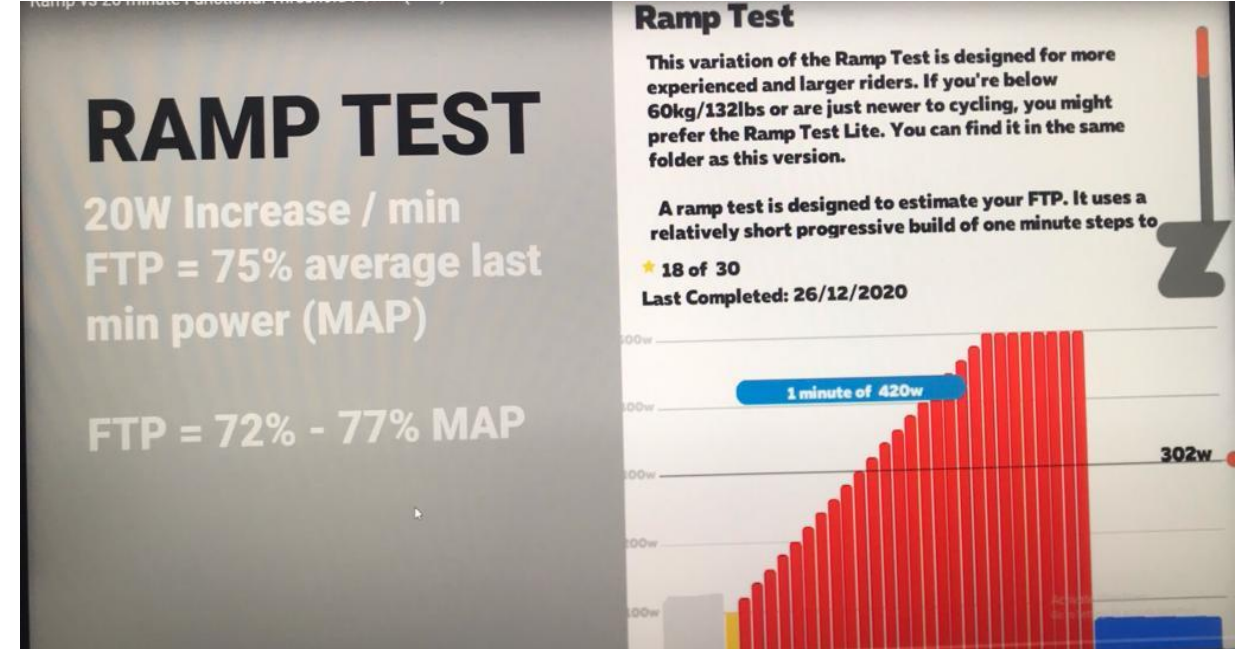 RAMP TEST
20W Increase / min
FTP = 75% average last
min power (MAP)
FTP = 72% - 77% MAP
Ramp Test
This variation of the Ramp Test is designed for more
experienced and larger riders. If you're below
60kg/132lbs or are just newer to cycling, you might
prefer the Ramp Test Lite. You can find it in the same
folder as this version.
A ramp test is designed to estimate your FTP. It uses a
relatively short progressive build of one minute steps to
18 of 30
Last Completed: 26/12/2020
1 minute of 420w
302w
200w
100w